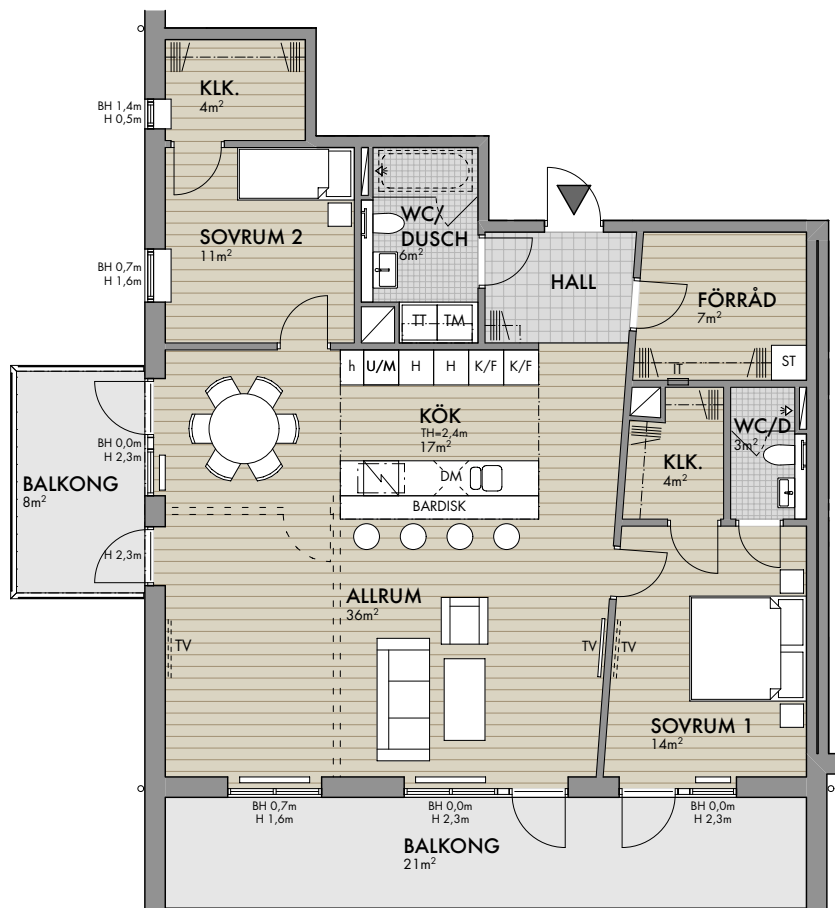 KLK.
4m²
BH 1,4m
H 0,5m
SOVRUM 2
11m²
BH 0,7m
H 1,6m
WC/
DUSCH
6m²
TT
TM
HALL
FÖRRÅD
7m²
ST
TT
h
U/M
H
H
K/F
K/F
KÖK
TH=2,4m
17m²
DM
BARDISK
BH 0,0m
H 2,3m
BALKONG
8m²
H 2,3m
KLK.
4m²
WC/D
3m²
ALLRUM
36m²
TV
TV
TV
SOVRUM 1
14m²
BH 0,7m
H 1,6m
BH 0,0m
H 2,3m
BH 0,0m
H 2,3m
BALKONG
21m²